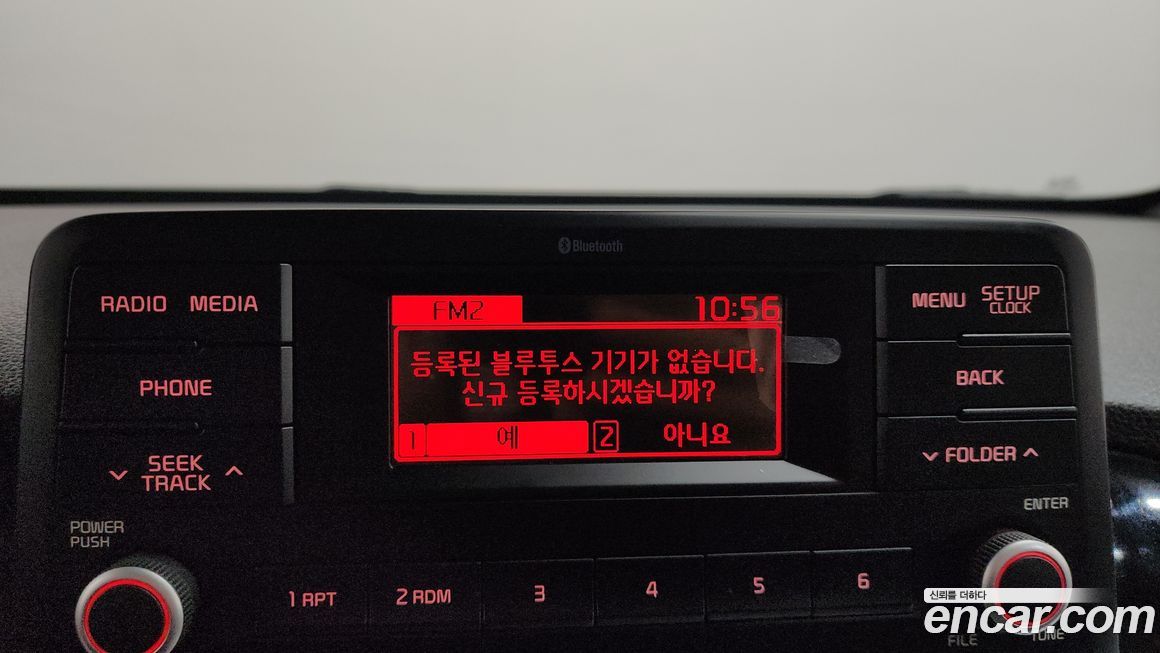 Bluetooth
RADIO MEDIA
FM2 10:56
MENU SETUP
CLOCK
등록된 블루투스 기기가 없습니다.
신규 등록하시겠습니까?
PHONE
BACK
1 예 2 아니요
SEEK
TRACK
FOLDER
POWER
PUSH
ENTER
1 RPT 2 RDM 3 4 5 6
신뢰를 더하다
encar.com
FILE TUNE